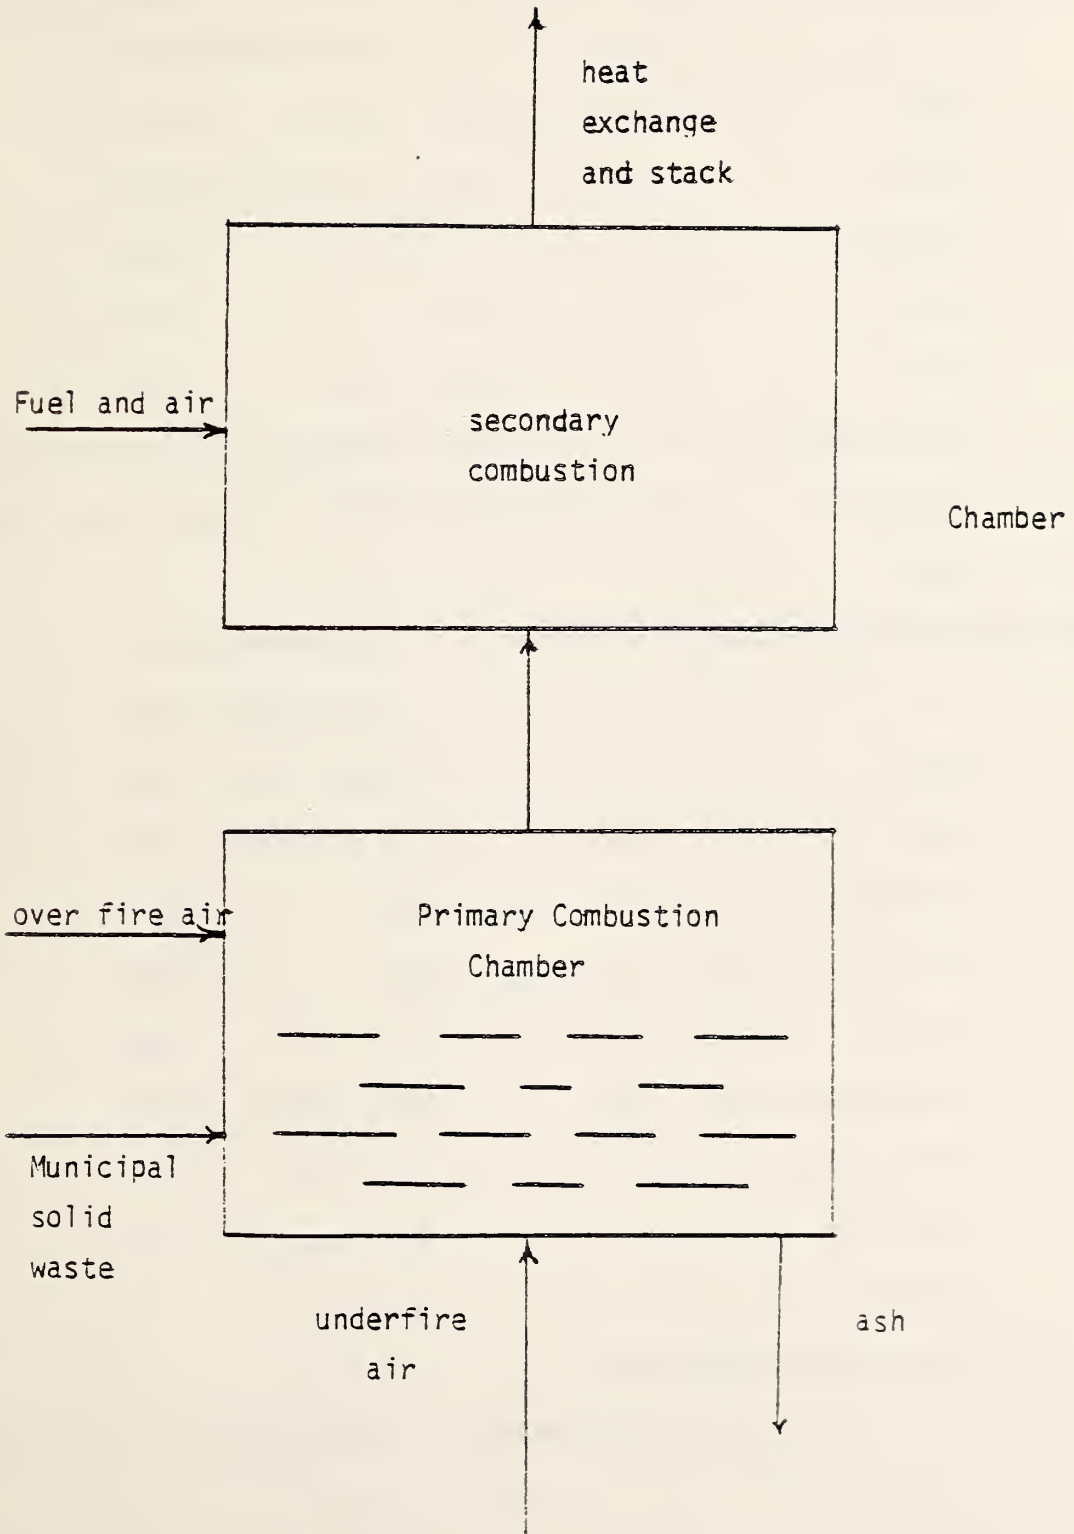 heat
exchange
and stack
Fuel and air
secondary
combustion
Chamber
over fire air
Primary Combustion
Chamber
Municipal
solid
waste
underfire
air
ash